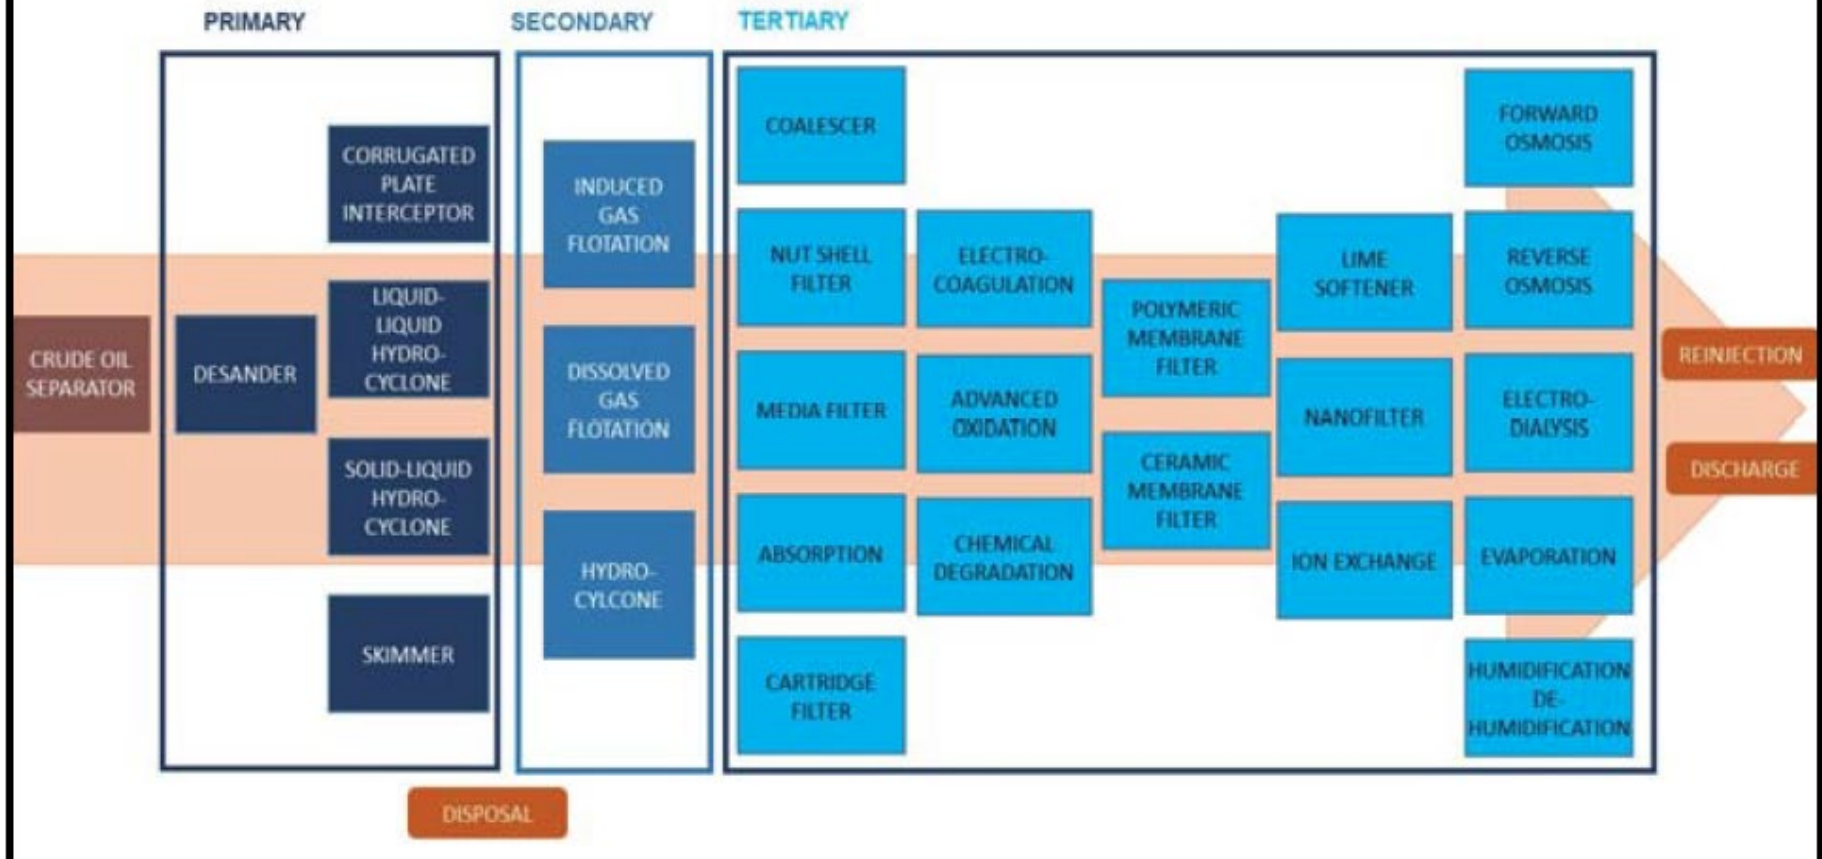 PRIMARY
SECONDARY
TERTIARY
CRUDE OIL
SEPARATOR
DESANDER
CORRUGATED
PLATE
INTERCEPTOR
LIQUID-
LIQUID
HYDRO-
CYCLONE
SOLID-LIQUID
HYDRO-
CYCLONE
SKIMMER
INDUCED
GAS
FLOTATION
DISSOLVED
GAS
FLOTATION
HYDRO-
CYLCONE
COALESCER
NUT SHELL
FILTER
MEDIA FILTER
ABSORPTION
CARTRIDGE
FILTER
ELECTRO-
COAGULATION
ADVANCED
OXIDATION
CHEMICAL
DEGRADATION
POLYMERIC
MEMBRANE
FILTER
CERAMIC
MEMBRANE
FILTER
LIME
SOFTENER
NANOFILTER
ION EXCHANGE
FORWARD
OSMOSIS
REVERSE
OSMOSIS
ELECTRO-
DIALYSIS
EVAPORATION
HUMIDIFICATION
DE-
HUMIDIFICATION
REINJECTION
DISCHARGE
DISPOSAL